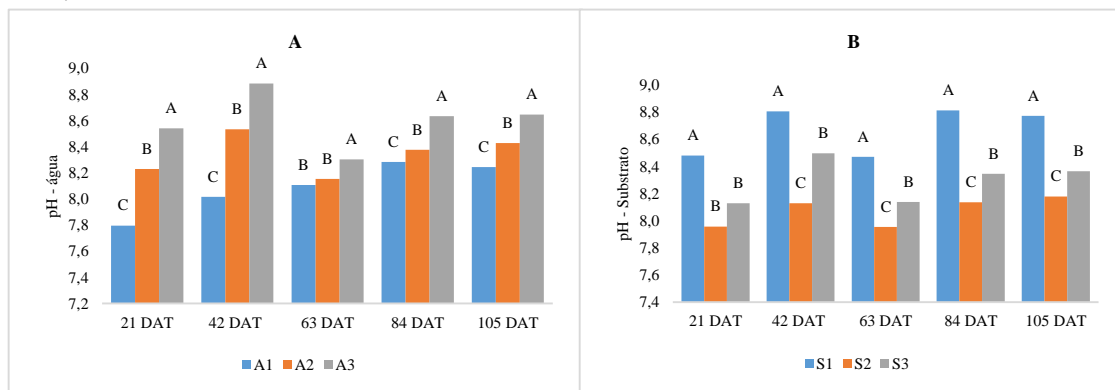 A
pH - água
9,0
8,8
8,6
8,4
8,2
8,0
7,8
7,6
7,4
7,2
C B A
C B A
B B A
C B A
C B A
21 DAT 42 DAT 63 DAT 84 DAT 105 DAT
A1 A2 A3
B
pH - Substrato
9,0
8,8
8,6
8,4
8,2
8,0
7,8
7,6
7,4
A B B
A C B
A C B
A C B
A C B
21 DAT 42 DAT 63 DAT 84 DAT 105 DAT
S1 S2 S3